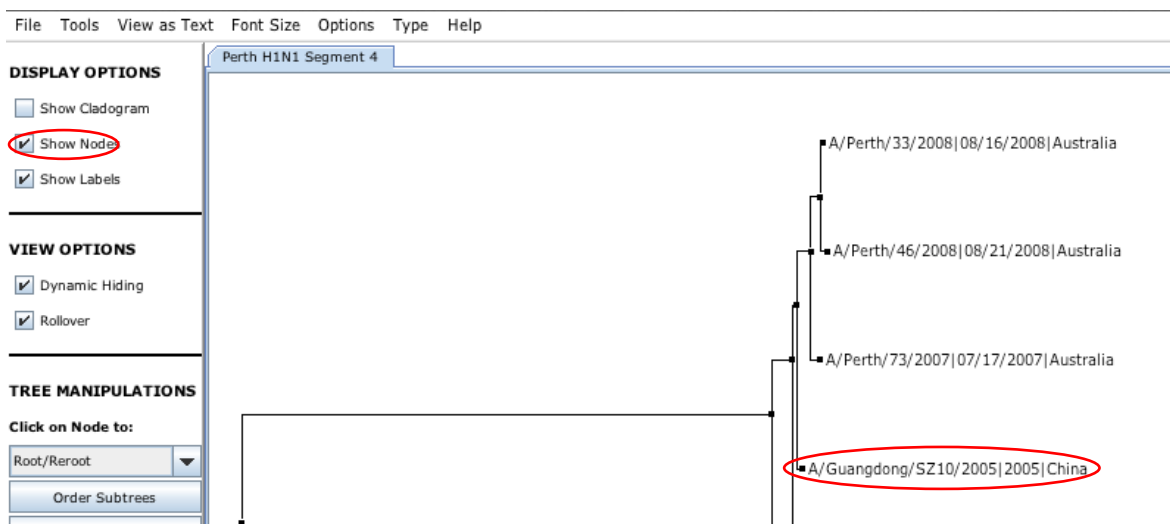 File Tools View as Text Font Size Options Type Help
Perth H1N1 Segment 4
DISPLAY OPTIONS
Show Cladogram
Show Nodes
Show Labels
VIEW OPTIONS
Dynamic Hiding
Rollover
TREE MANIPULATIONS
Click on Node to:
Root/Reroot
Order Subtrees
A/Perth/33/2008|08/16/2008|Australia
A/Perth/46/2008|08/21/2008|Australia
A/Perth/73/2007|07/17/2007|Australia
A/Guangdong/SZ10/2005|2005|China